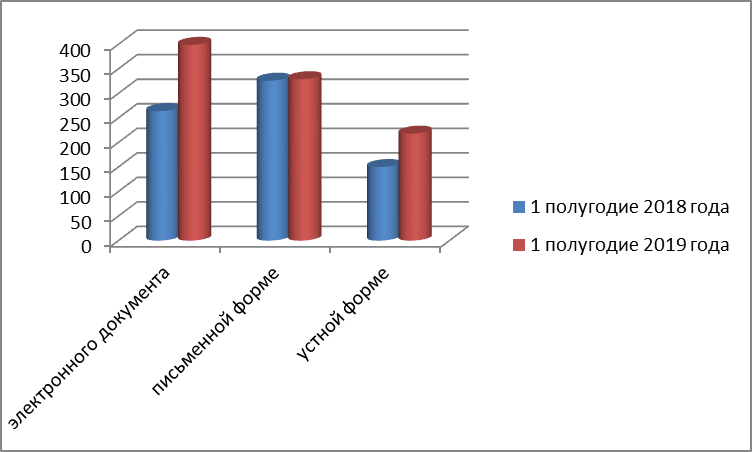 400
350
300
250
200
150
100
50
0
электронного документа
письменной форме
устной форме
1 полугодие 2018 года
1 полугодие 2019 года